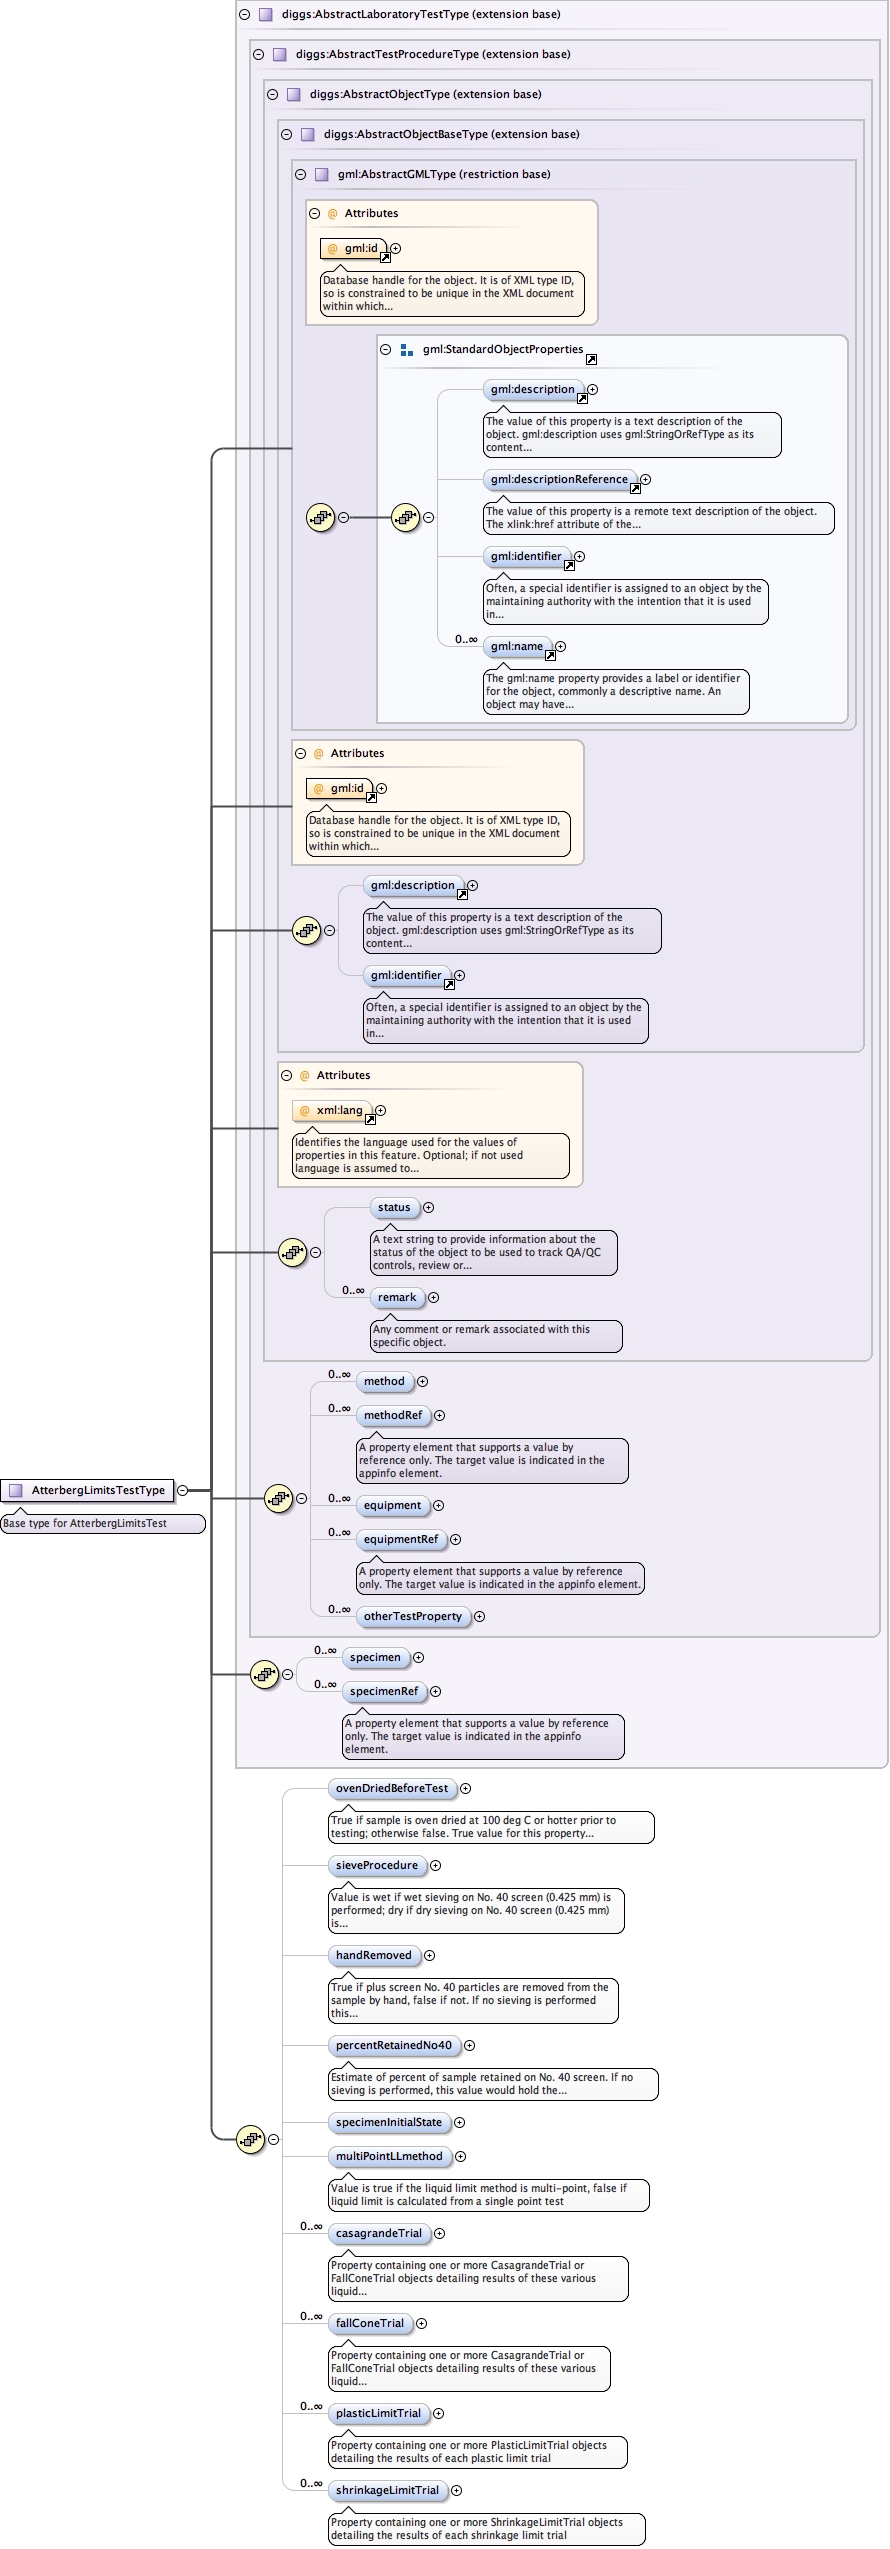 diggs:AbstractLaboratoryTestType (extension base)
diggs:AbstractTestProcedureType (extension base)
diggs:AbstractObjectType (extension base)
diggs:AbstractObjectBaseType (extension base)
gml:AbstractGMLType (restriction base)
@ Attributes
@ gml:id
Database handle for the object. It is of XML type ID,
so is constrained to be unique in the XML document
within which...
gml:StandardObjectProperties
gml:description
The value of this property is a text description of the
object. gml:description uses gml:StringOrRefType as its
content...
gml:descriptionReference
The value of this property is a remote text description of the object.
The xlink:href attribute of the...
gml:identifier
Often, a special identifier is assigned to an object by the
maintaining authority with the intention that it is used
in...
0..∞
gml:name
The gml:name property provides a label or identifier
for the object, commonly a descriptive name. An
object may have...
@ Attributes
@ gml:id
Database handle for the object. It is of XML type ID,
so is constrained to be unique in the XML document
within which...
gml:description
The value of this property is a text description of the
object. gml:description uses gml:StringOrRefType as its
content...
gml:identifier
Often, a special identifier is assigned to an object by the
maintaining authority with the intention that it is used
in...
@ Attributes
@ xml:lang
Identifies the language used for the values of
properties in this feature. Optional; if not used
language is assumed to...
status
A text string to provide information about the
status of the object to be used to track QA/QC
controls, review or...
0..∞
remark
Any comment or remark associated with this
specific object.
0..∞
method
0..∞
methodRef
A property element that supports a value by
reference only. The target value is indicated in the
appinfo element.
AtterbergLimitsTestType
Base type for AtterbergLimitsTest
0..∞
equipment
0..∞
equipmentRef
A property element that supports a value by reference
only. The target value is indicated in the appinfo element.
0..∞
otherTestProperty
0..∞
specimen
0..∞
specimenRef
A property element that supports a value by reference
only. The target value is indicated in the appinfo
element.
ovenDriedBeforeTest
True if sample is oven dried at 100 deg C or hotter prior to
testing; otherwise false. True value for this property...
sieveProcedure
Value is wet if wet sieving on No. 40 screen (0.425 mm) is
performed; dry if dry sieving on No. 40 screen (0.425 mm)
is...
handRemoved
True if plus screen No. 40 particles are removed from the
sample by hand, false if not. If no sieving is performed
this...
percentRetainedNo40
Estimate of percent of sample retained on No. 40 screen. If no
sieving is performed, this value would hold the...
specimenInitialState
multiPointLLmethod
Value is true if the liquid limit method is multi-point, false if
liquid limit is calculated from a single point test
0..∞
casagrandeTrial
Property containing one or more CasagrandeTrial or
FallConeTrial objects detailing results of these various
liquid...
0..∞
fallConeTrial
Property containing one or more CasagrandeTrial or
FallConeTrial objects detailing results of these various
liquid...
0..∞
plasticLimitTrial
Property containing one or more PlasticLimitTrial objects
detailing the results of each plastic limit trial
0..∞
shrinkageLimitTrial
Property containing one or more ShrinkageLimitTrial objects
detailing the results of each shrinkage limit trial